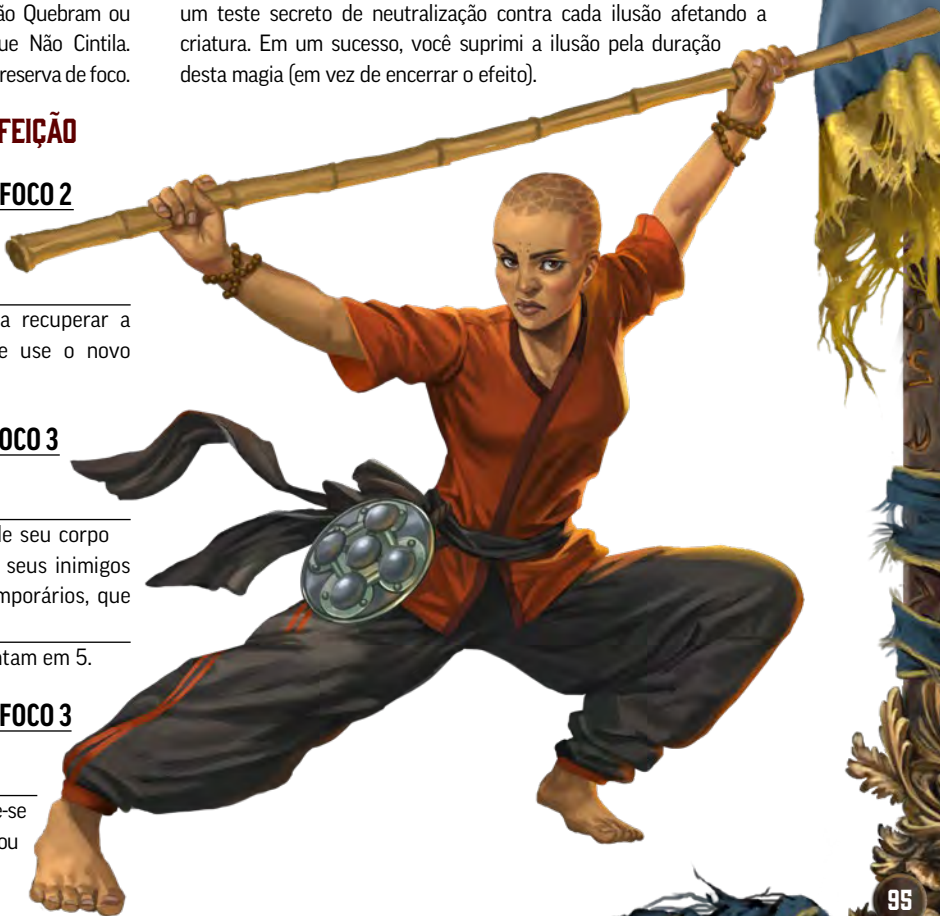 ão Quebram ou
ue Não Cintila.
reserva de foco.
FEIÇÃO
FOCO 2
a recuperar a
e use o novo
OCO 3
le seu corpo
seus inimigos
mporários, que
ntam em 5.
FOCO 3
e-se
ou
um teste secreto de neutralização contra cada ilusão afetando a
criatura. Em um sucesso, você suprimi a ilusão pela duração
desta magia (em vez de encerrar o efeito).
95